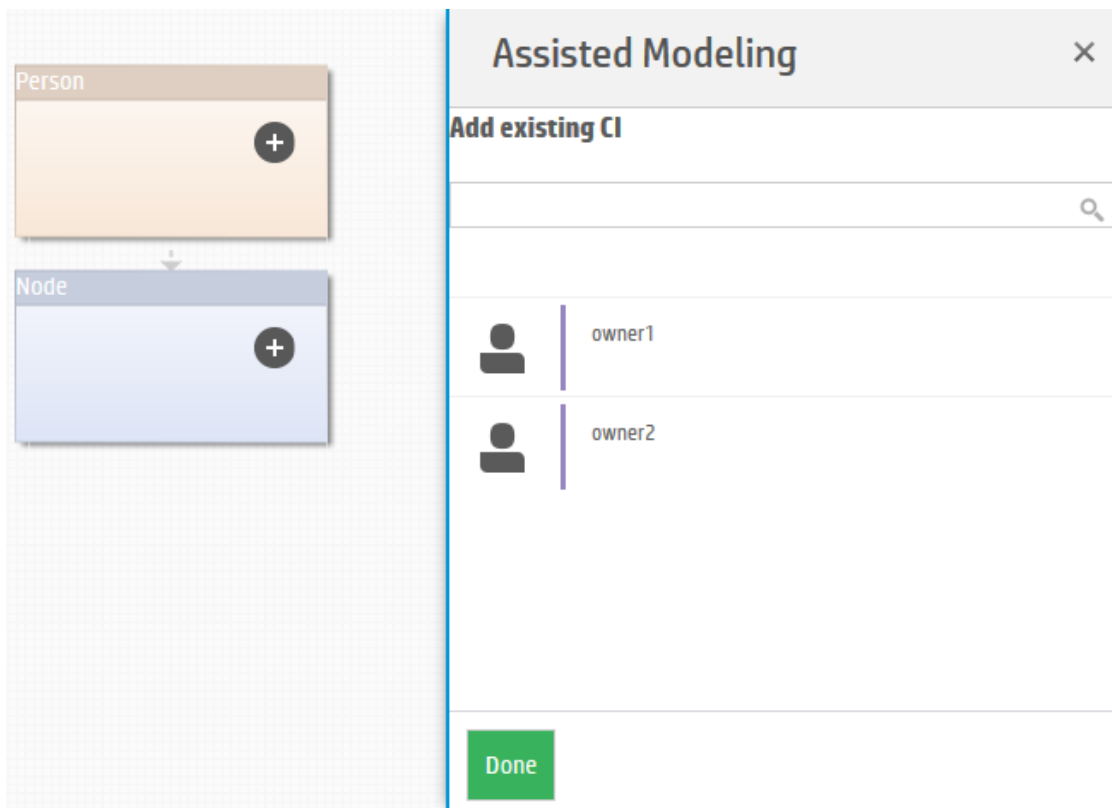 Person
Node
Assisted Modeling
Add existing CI
owner1
owner2
Done